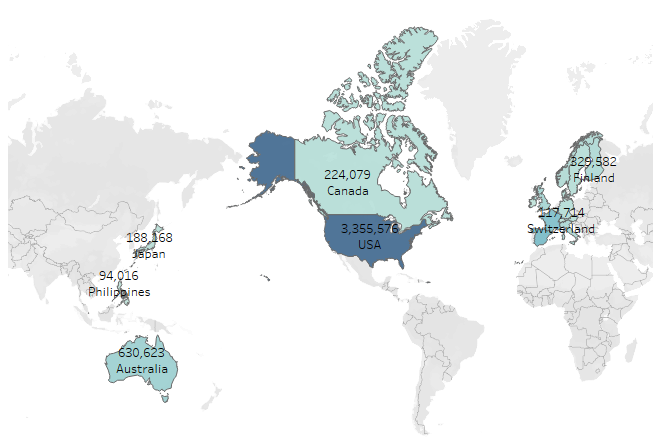 329,582
Finland
224,079
Canada
117,714
Switzerland
3,355,576
USA
188,168
Japan
94,016
Philippines
630,623
Australia